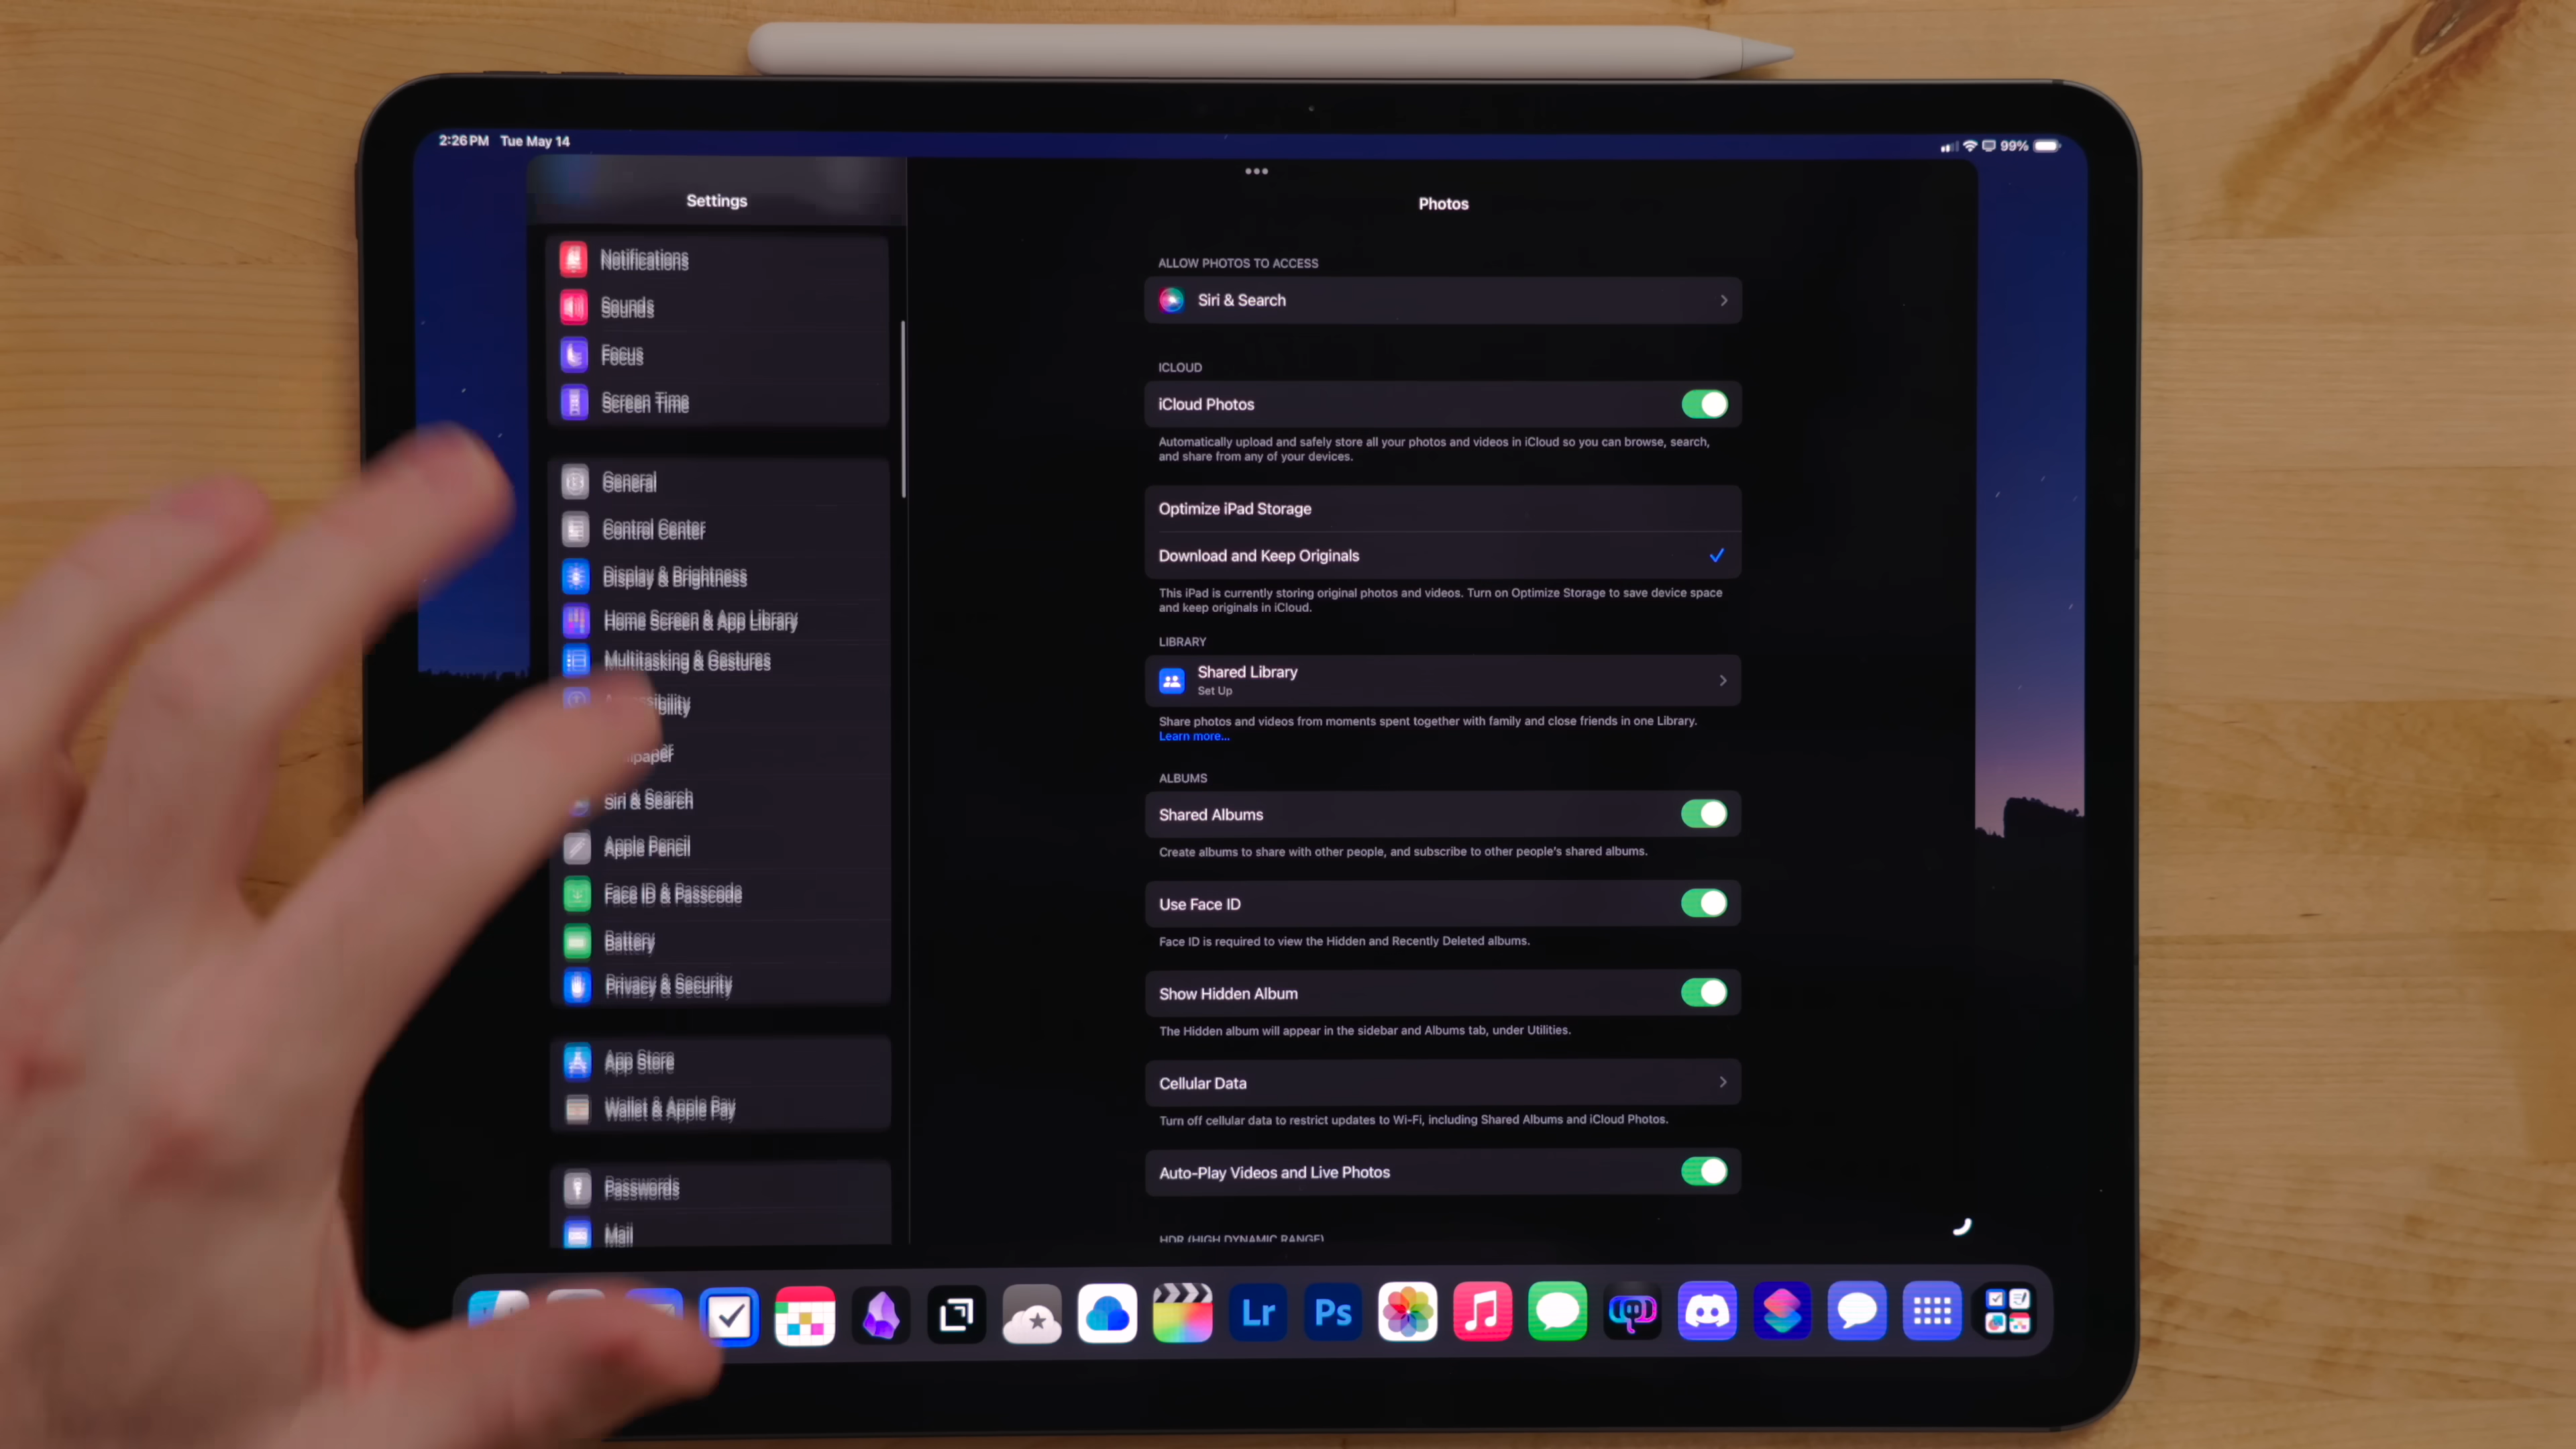 2:26 PM Tue May 14
99%
Settings
Notifications
Sounds
Focus
Screen Time
General
Control Center
Display & Brightness
Home Screen & App Library
Multitasking & Gestures
Siri & Search
Apple Pencil
Face ID & Passcode
Battery
Privacy & Security
App Store
Wallet & Apple Pay
Passwords
Mail
Photos
ALLOW PHOTOS TO ACCESS
Siri & Search
ICLOUD
iCloud Photos
Automatically upload and safely store all your photos and videos in iCloud so you can browse, search,
and share from any of your devices.
Optimize iPad Storage
Download and Keep Originals
This iPad is currently storing original photos and videos. Turn on Optimize Storage to save device space
and keep originals in iCloud.
LIBRARY
Shared Library
Set Up
Share photos and videos from moments spent together with family and close friends in one Library.
Learn more...
ALBUMS
Shared Albums
Create albums to share with other people, and subscribe to other people's shared albums.
Use Face ID
Face ID is required to view the Hidden and Recently Deleted albums.
Show Hidden Album
The Hidden album will appear in the sidebar and Albums tab, under Utilities.
Cellular Data
Turn off cellular data to restrict updates to Wi-Fi, including Shared Albums and iCloud Photos.
Auto-Play Videos and Live Photos
HDR (HIGH DYNAMIC RANGE)
Lr
Ps